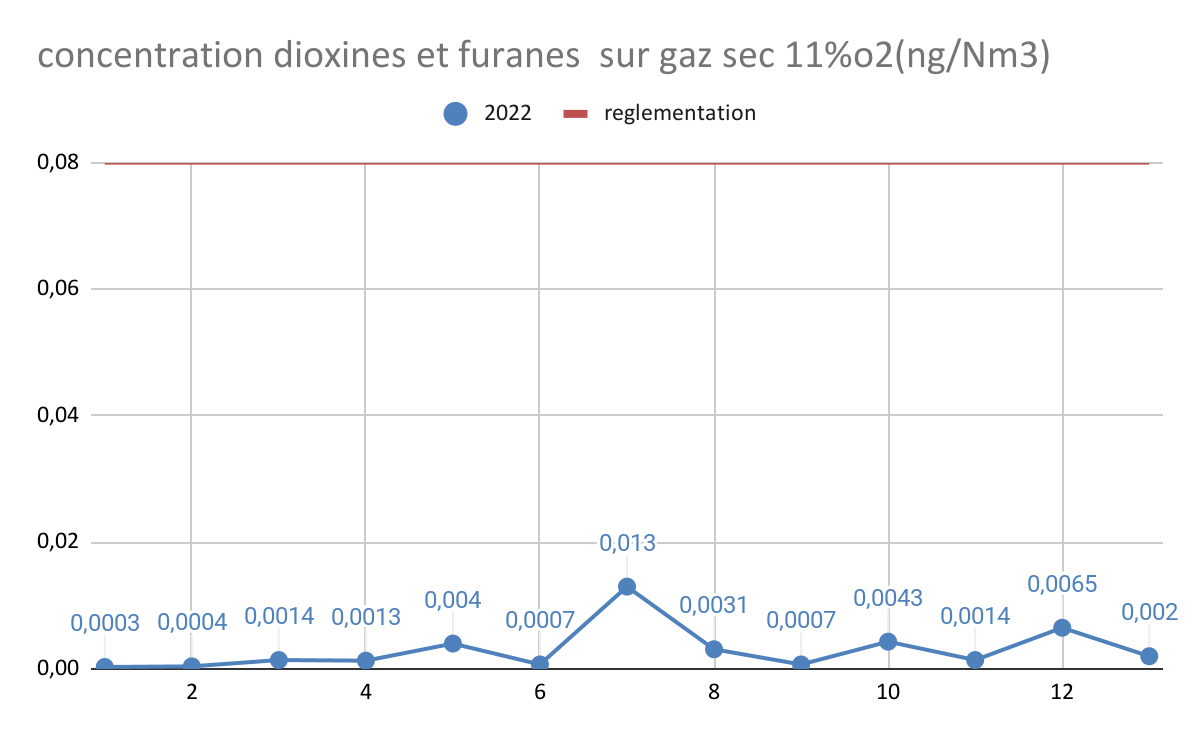 concentration dioxines et furanes  sur gaz sec 11%o2(ng/Nm3)
2022 reglementation
0,08
0,06
0,04
0,02
0,00
0,0003 0,0004 0,0014 0,0013 0,004 0,0007 0,013 0,0031 0,0007 0,0043 0,0014 0,0065 0,002
2 4 6 8 10 12